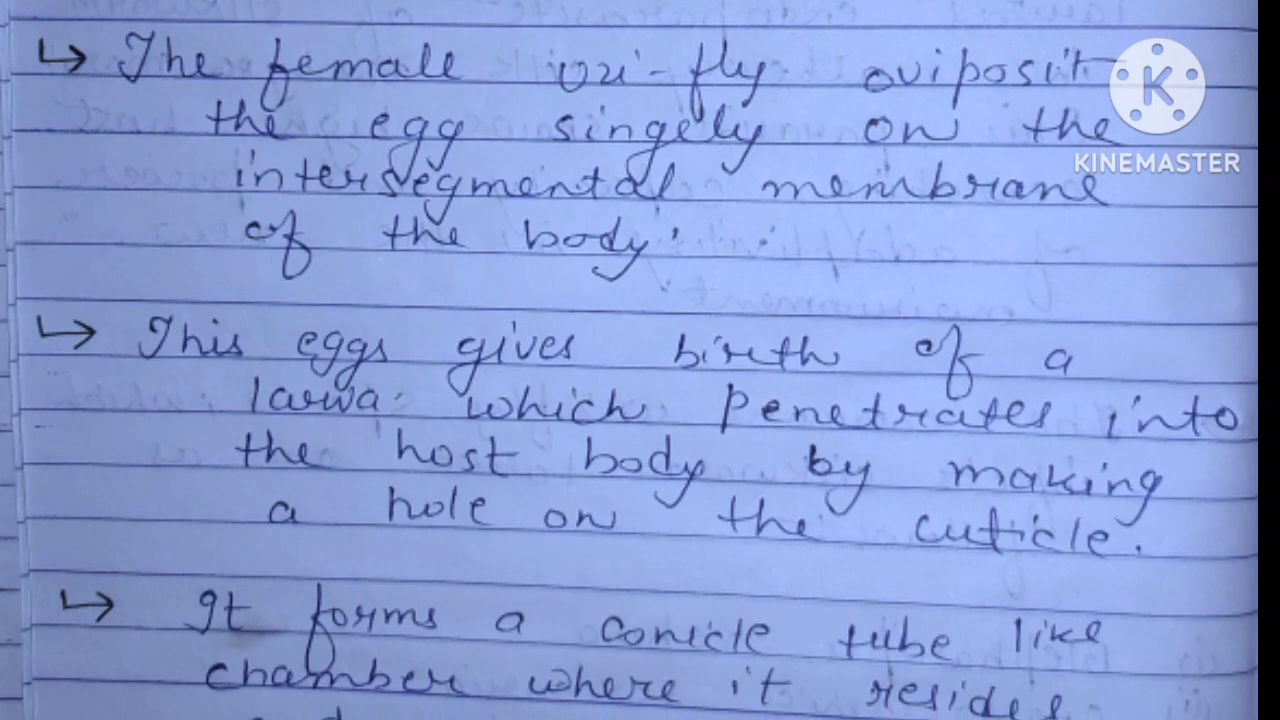 ↳ The female uzi-fly oviposit
the egg singely on the
intersegmental membrane
of the body.
↳ This eggs gives birth of a
larva. which penetrates into
the host body by making
a hole on the cuticle.
↳ It forms a conicle tube like
chamber where it resides
KINEMASTER